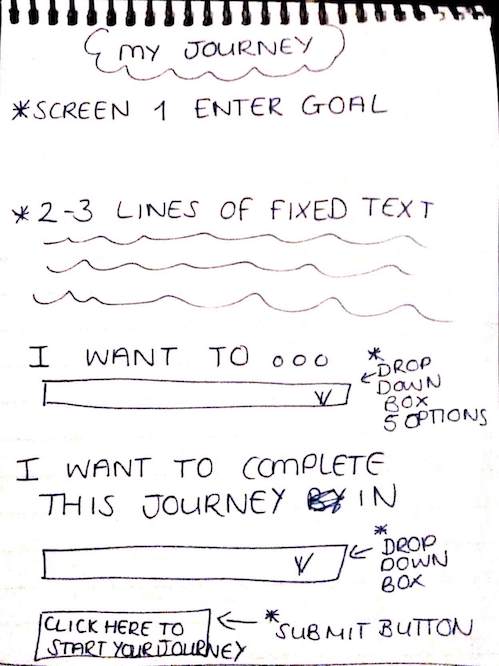 MY JOURNEY
*SCREEN 1 ENTER GOAL
*2-3 LINES OF FIXED TEXT
I WANT TO ooo
*DROP
DOWN
BOX
5 OPTIONS
I WANT TO COMPLETE
THIS JOURNEY IN
*DROP
DOWN
BOX
CLICK HERE TO
START YOUR JOURNEY
*SUBMIT BUTTON